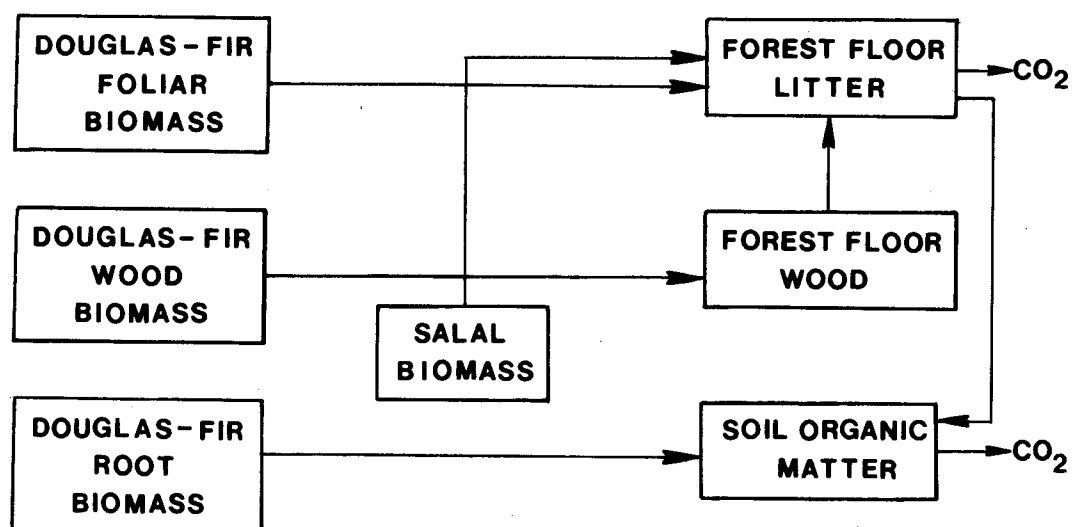 DOUGLAS-FIR
FOLIAR
BIOMASS
FOREST FLOOR
LITTER
CO2
DOUGLAS-FIR
WOOD
BIOMASS
FOREST FLOOR
WOOD
SALAL
BIOMASS
DOUGLAS-FIR
ROOT
BIOMASS
SOIL ORGANIC
MATTER
CO2